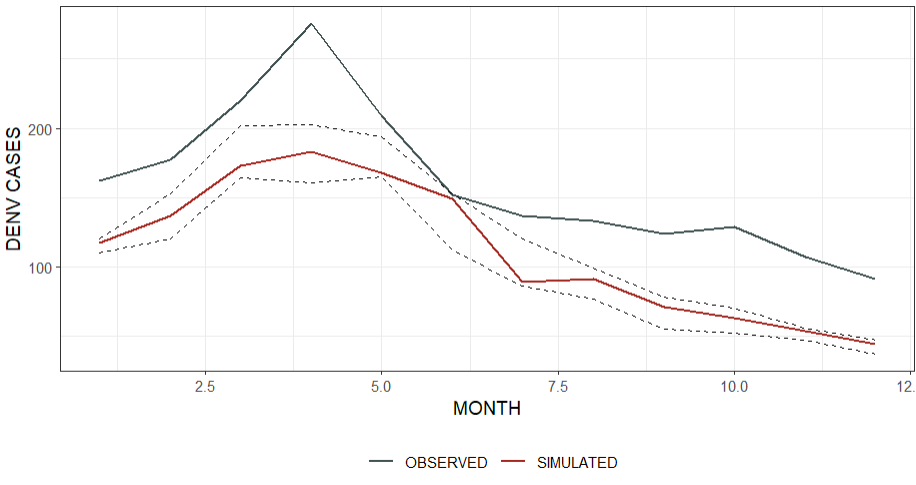 DENV CASES
200
100
2.5 5.0 7.5 10.0 12.
MONTH
OBSERVED SIMULATED